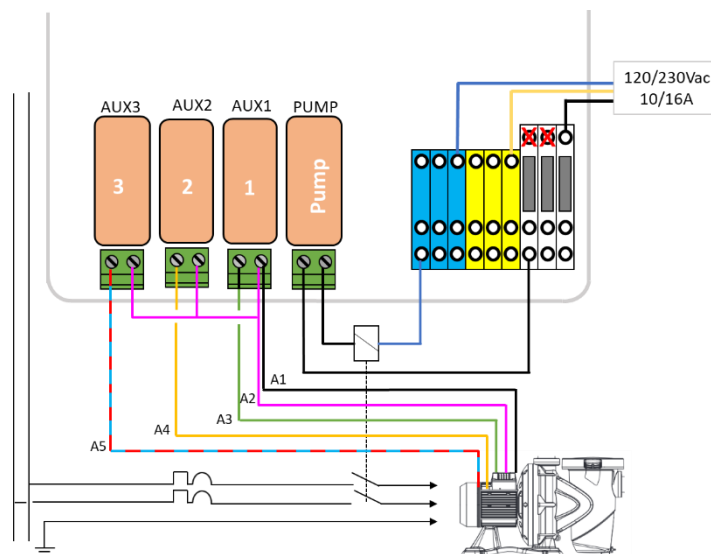 120/230Vac
10/16A
AUX3
AUX2
AUX1
PUMP
3
2
1
Pump
A1
A2
A3
A4
A5